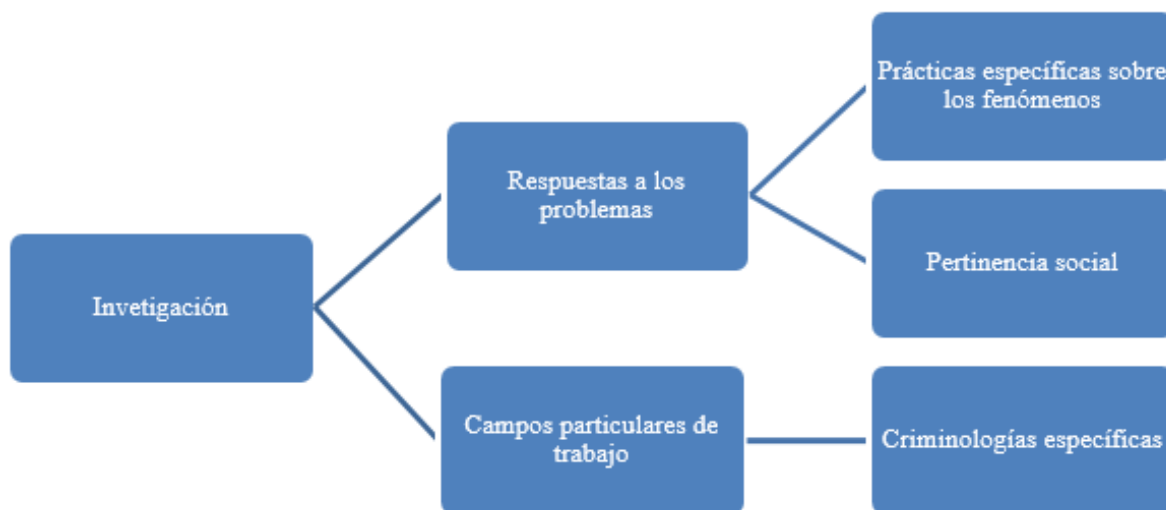 Prácticas específicas sobre
los fenómenos
Respuestas a los
problemas
Pertinencia social
Invetigación
Campos particulares de
trabajo
Criminologías específicas